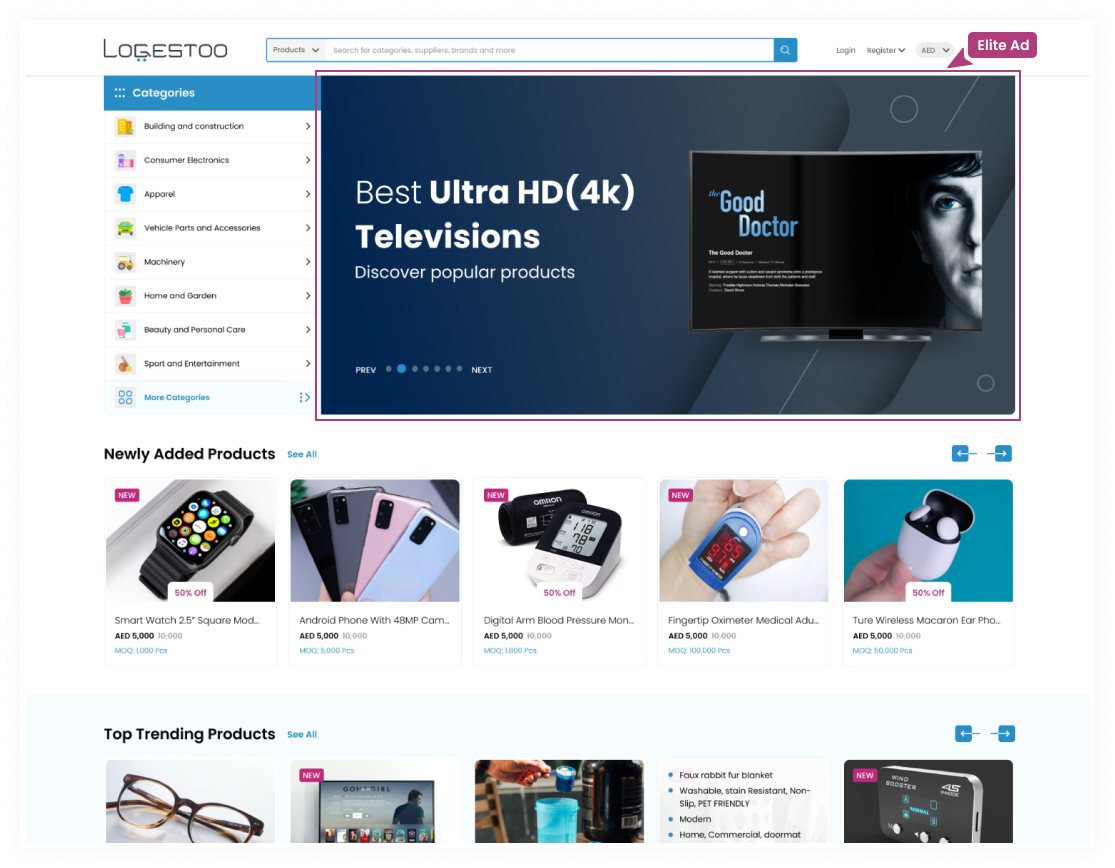 LOGESTOO
Products
Search for categories, suppliers, brands and more
Login
Register
AED
Elite Ad
Categories
Building and construction
Consumer Electronics
Apparel
Vehicle Parts and Accessories
Machinery
Home and Garden
Beauty and Personal Care
Sport and Entertainment
More Categories
Best Ultra HD(4k)
Televisions
Discover popular products
PREV
NEXT
the
Good
Doctor
The Good Doctor
Newly Added Products
See All
NEW
50% Off
Smart Watch 2.5” Square Mod...
AED 5,000 10,000
MOQ: 1,000 Pcs
Android Phone With 48MP Cam...
AED 5,000 10,000
MOQ: 5,000 Pcs
NEW
OMRON
OMRON
118
78
70
50% Off
Digital Arm Blood Pressure Mon...
AED 5,000 10,000
MOQ: 1,800 Pcs
NEW
Fingertip Oximeter Medical Adu...
AED 5,000 10,000
MOQ: 100,000 Pcs
50% Off
Ture Wireless Macaron Ear Pho...
AED 5,000 10,000
MOQ: 50,000 Pcs
Top Trending Products
See All
NEW
GONE GIRL
Faux rabbit fur blanket
Washable, stain Resistant, Non-
Slip, PET FRIENDLY
Modern
Home, Commercial, doormat
NEW
WIND
BOOSTER
4S
NORMAL